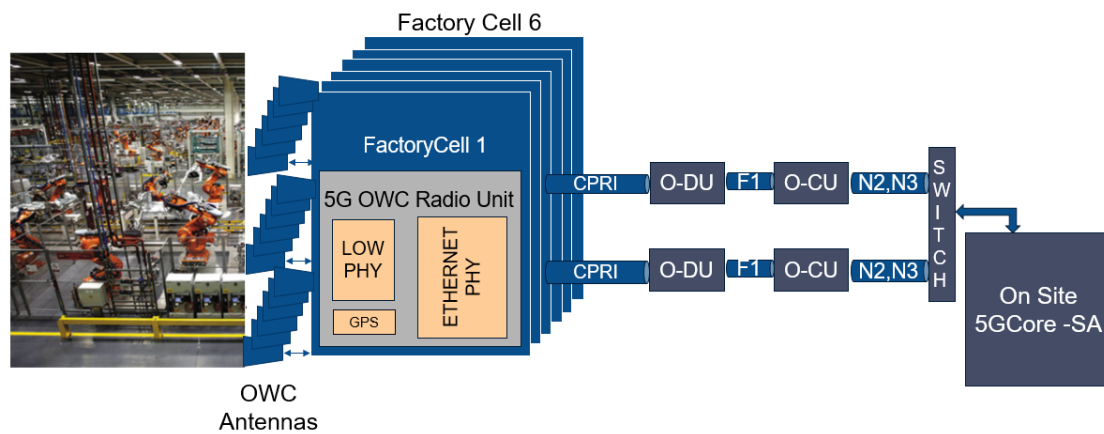 Factory Cell 6
FactoryCell 1
5G OWC Radio Unit
LOW
PHY
ETHERNET
PHY
GPS
OWC
Antennas
CPRI
O-DU
F1
O-CU
N2,N3
CPRI
O-DU
F1
O-CU
N2,N3
SWITCH
On Site
5GCore -SA